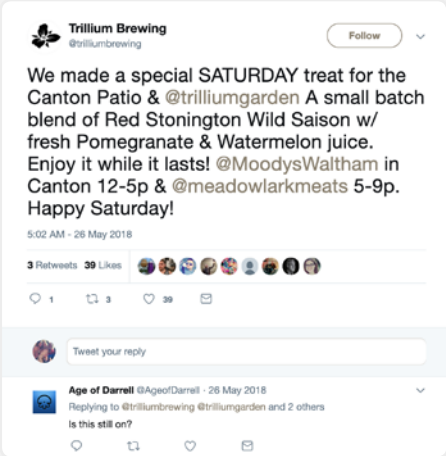 Trillium Brewing
@trilliumbrewing
Follow
We made a special SATURDAY treat for the
Canton Patio & @trilliumgarden A small batch
blend of Red Stonington Wild Saison w/
fresh Pomegranate & Watermelon juice.
Enjoy it while it lasts! @MoodysWaltham in
Canton 12-5p & @meadowlarkmeats 5-9p.
Happy Saturday!
5:02 AM - 26 May 2018
3 Retweets 39 Likes
1 3 39
Tweet your reply
Age of Darrell @AgeofDarrell - 26 May 2018
Replying to @trilliumbrewing @trilliumgarden and 2 others
Is this still on?